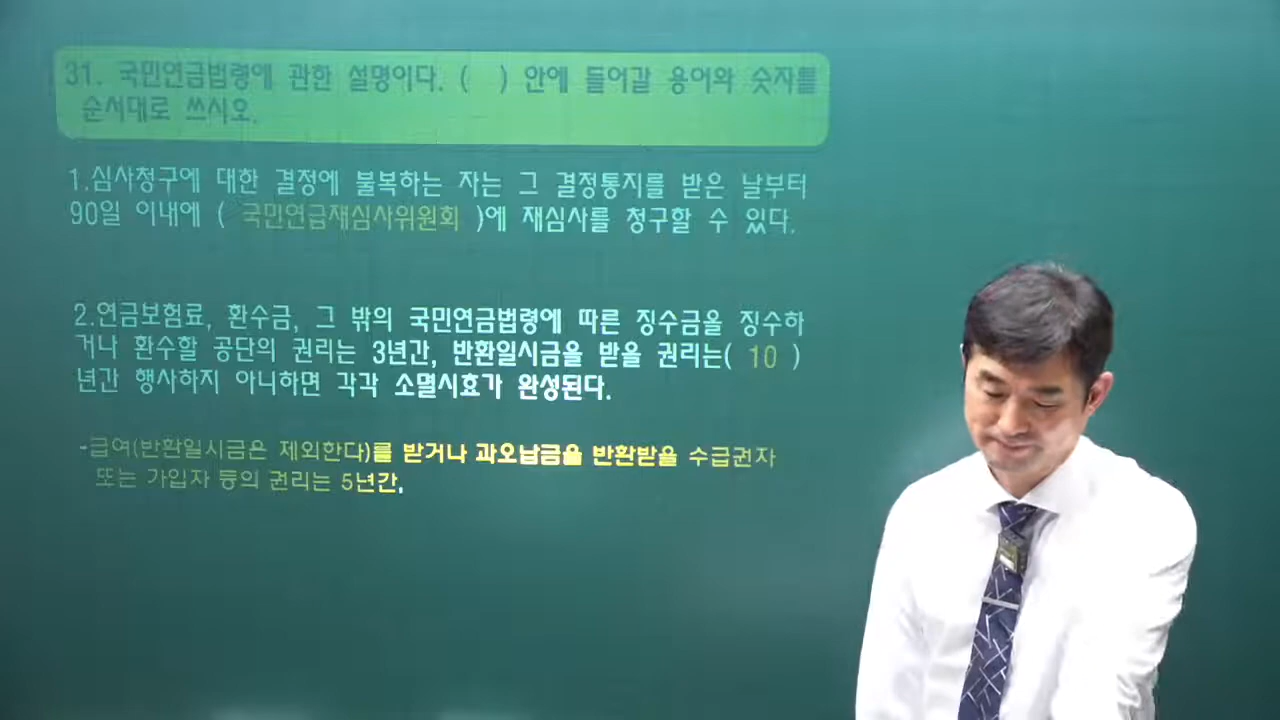 31. 국민연금법령에 관한 설명이다. (  ) 안에 들어갈 용어와 숫자를
순서대로 쓰시오.
1.심사청구에 대한 결정에 불복하는 자는 그 결정통지를 받은 날부터
90일 이내에 ( 국민연금재심사위원회 )에 재심사를 청구할 수 있다.
2.연금보험료, 환수금, 그 밖의 국민연금법령에 따른 징수금을 징수하
거나 환수할 공단의 권리는 3년간, 반환일시금을 받을 권리는( 10 )
년간 행사하지 아니하면 각각 소멸시효가 완성된다.
-급여(반환일시금은 제외한다)를 받거나 과오납금을 반환받을 수급권자
또는 가입자 등의 권리는 5년간,